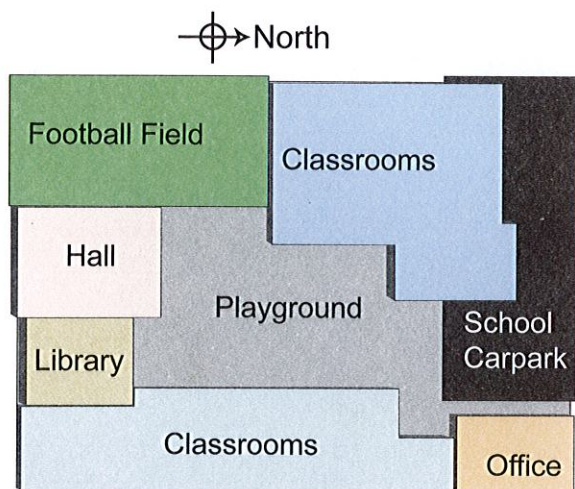 North
Football Field
Classrooms
Hall
Playground
School
Carpark
Library
Classrooms
Office